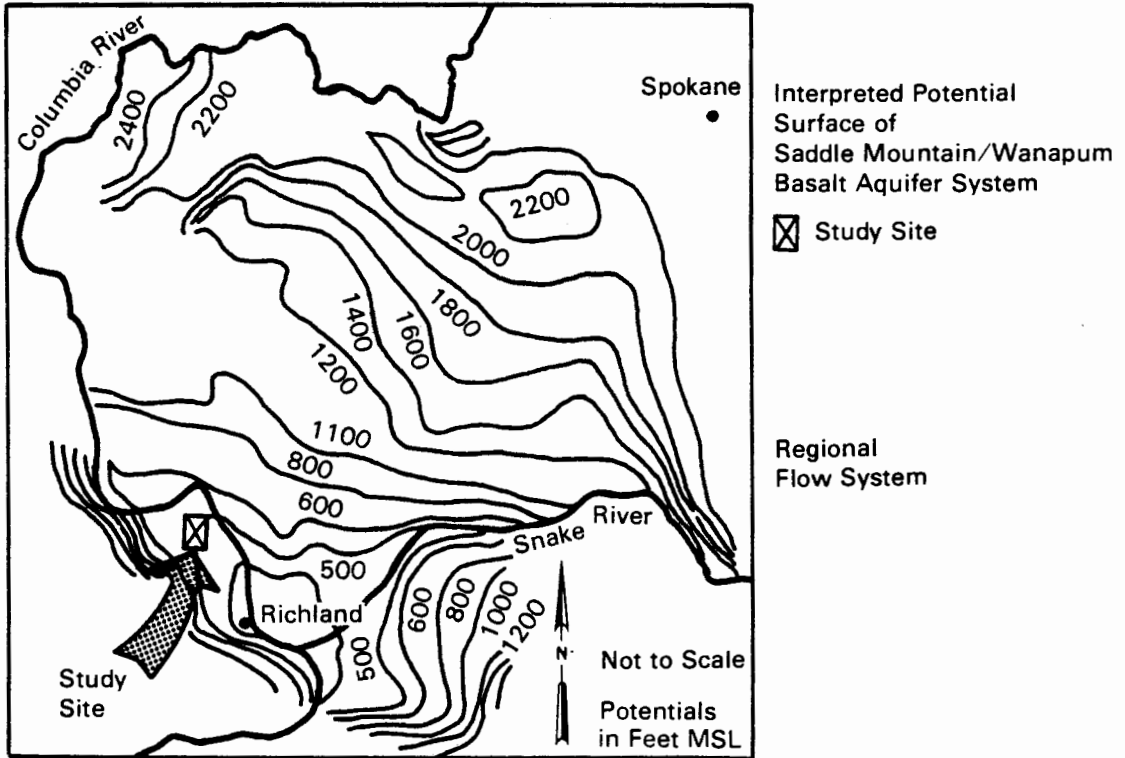 Columbia River
2400
2200
Spokane
2200
2000
1800
1600
1400
1200
1100
800
600
500
Snake River
Richland
500
600
800
1000
1200
N
Not to Scale
Potentials
in Feet MSL
Study
Site
Interpreted Potential
Surface of
Saddle Mountain/Wanapum
Basalt Aquifer System
Study Site
Regional
Flow System